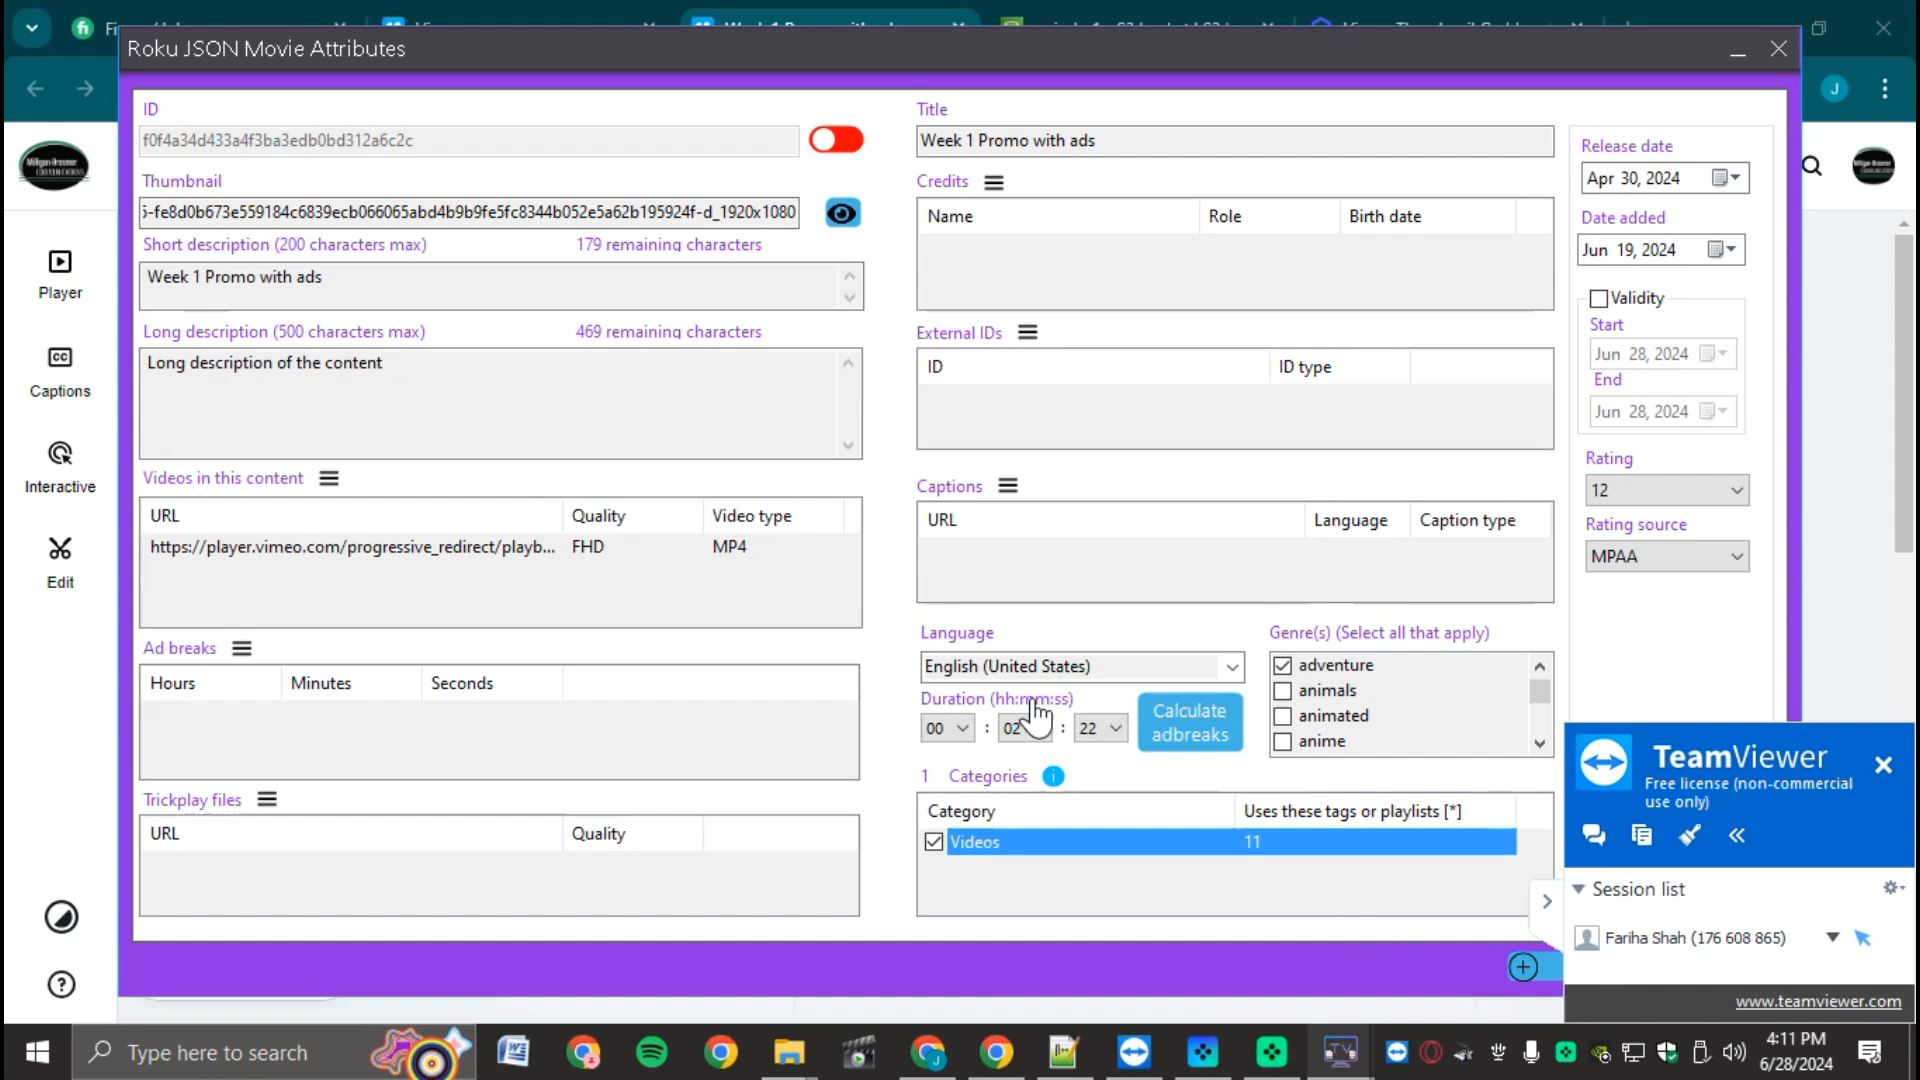 Roku JSON Movie Attributes
ID
f0f4a34d433a4f3ba3edb0bd312a6c2c
Thumbnail
5-fe8d0b673e559184c6839ecb066065abd4b9b9fe5fc8344b052e5a62b195924f-d_1920x1080
Short description (200 characters max) 179 remaining characters
Week 1 Promo with ads
Long description (500 characters max) 469 remaining characters
Long description of the content
Videos in this content
URL Quality Video type
https://player.vimeo.com/progressive_redirect/playb... FHD MP4
Ad breaks
Hours Minutes Seconds
Trickplay files
URL Quality
Title
Week 1 Promo with ads
Credits
Name Role Birth date
External IDs
ID ID type
Captions
URL Language Caption type
Language
English (United States)
Duration (hh:mm:ss)
00 : 02 : 22
Calculate
adbreaks
Genre(s) (Select all that apply)
adventure
animals
animated
anime
1 Categories
Category Uses these tags or playlists [*]
Videos 11
Release date
Apr 30, 2024
Date added
Jun 19, 2024
Validity
Start
Jun 28, 2024
End
Jun 28, 2024
Rating
12
Rating source
MPAA
Player
CC
Captions
Interactive
Edit
J
TeamViewer
Free license (non-commercial
use only)
Session list
Fariha Shah (176 608 865)
www.teamviewer.com
Type here to search
4:11 PM
6/28/2024